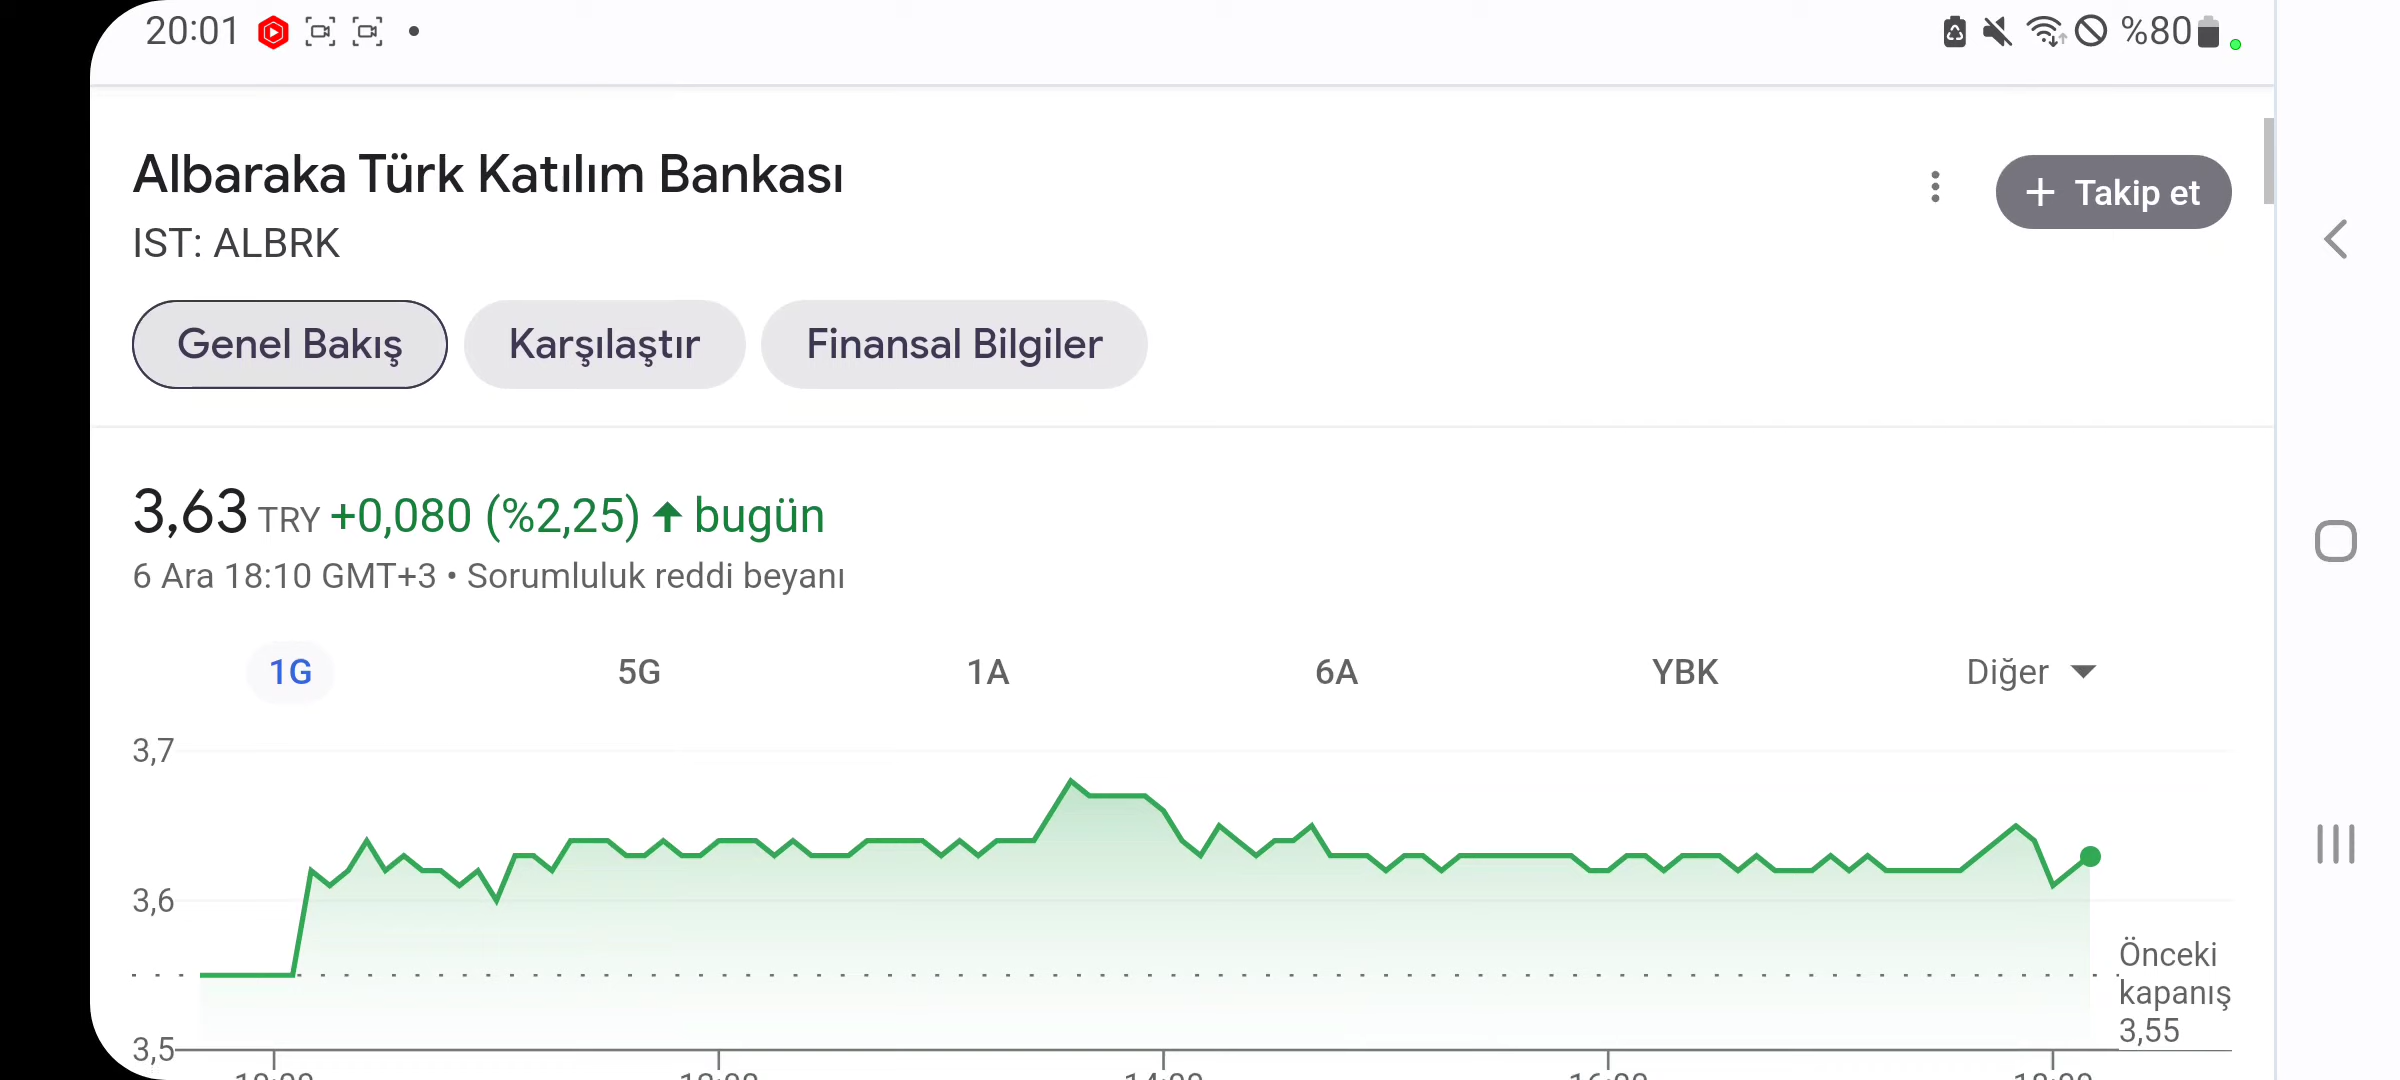 20:01
%80
Albaraka Türk Katılım Bankası
IST: ALBRK
+ Takip et
Genel Bakış
Karşılaştır
Finansal Bilgiler
3,63 TRY +0,080 (%2,25) ↑ bugün
6 Ara 18:10 GMT+3 • Sorumluluk reddi beyanı
1G
5G
1A
6A
YBK
Diğer
3,7
3,6
3,5
Önceki
kapanış
3,55